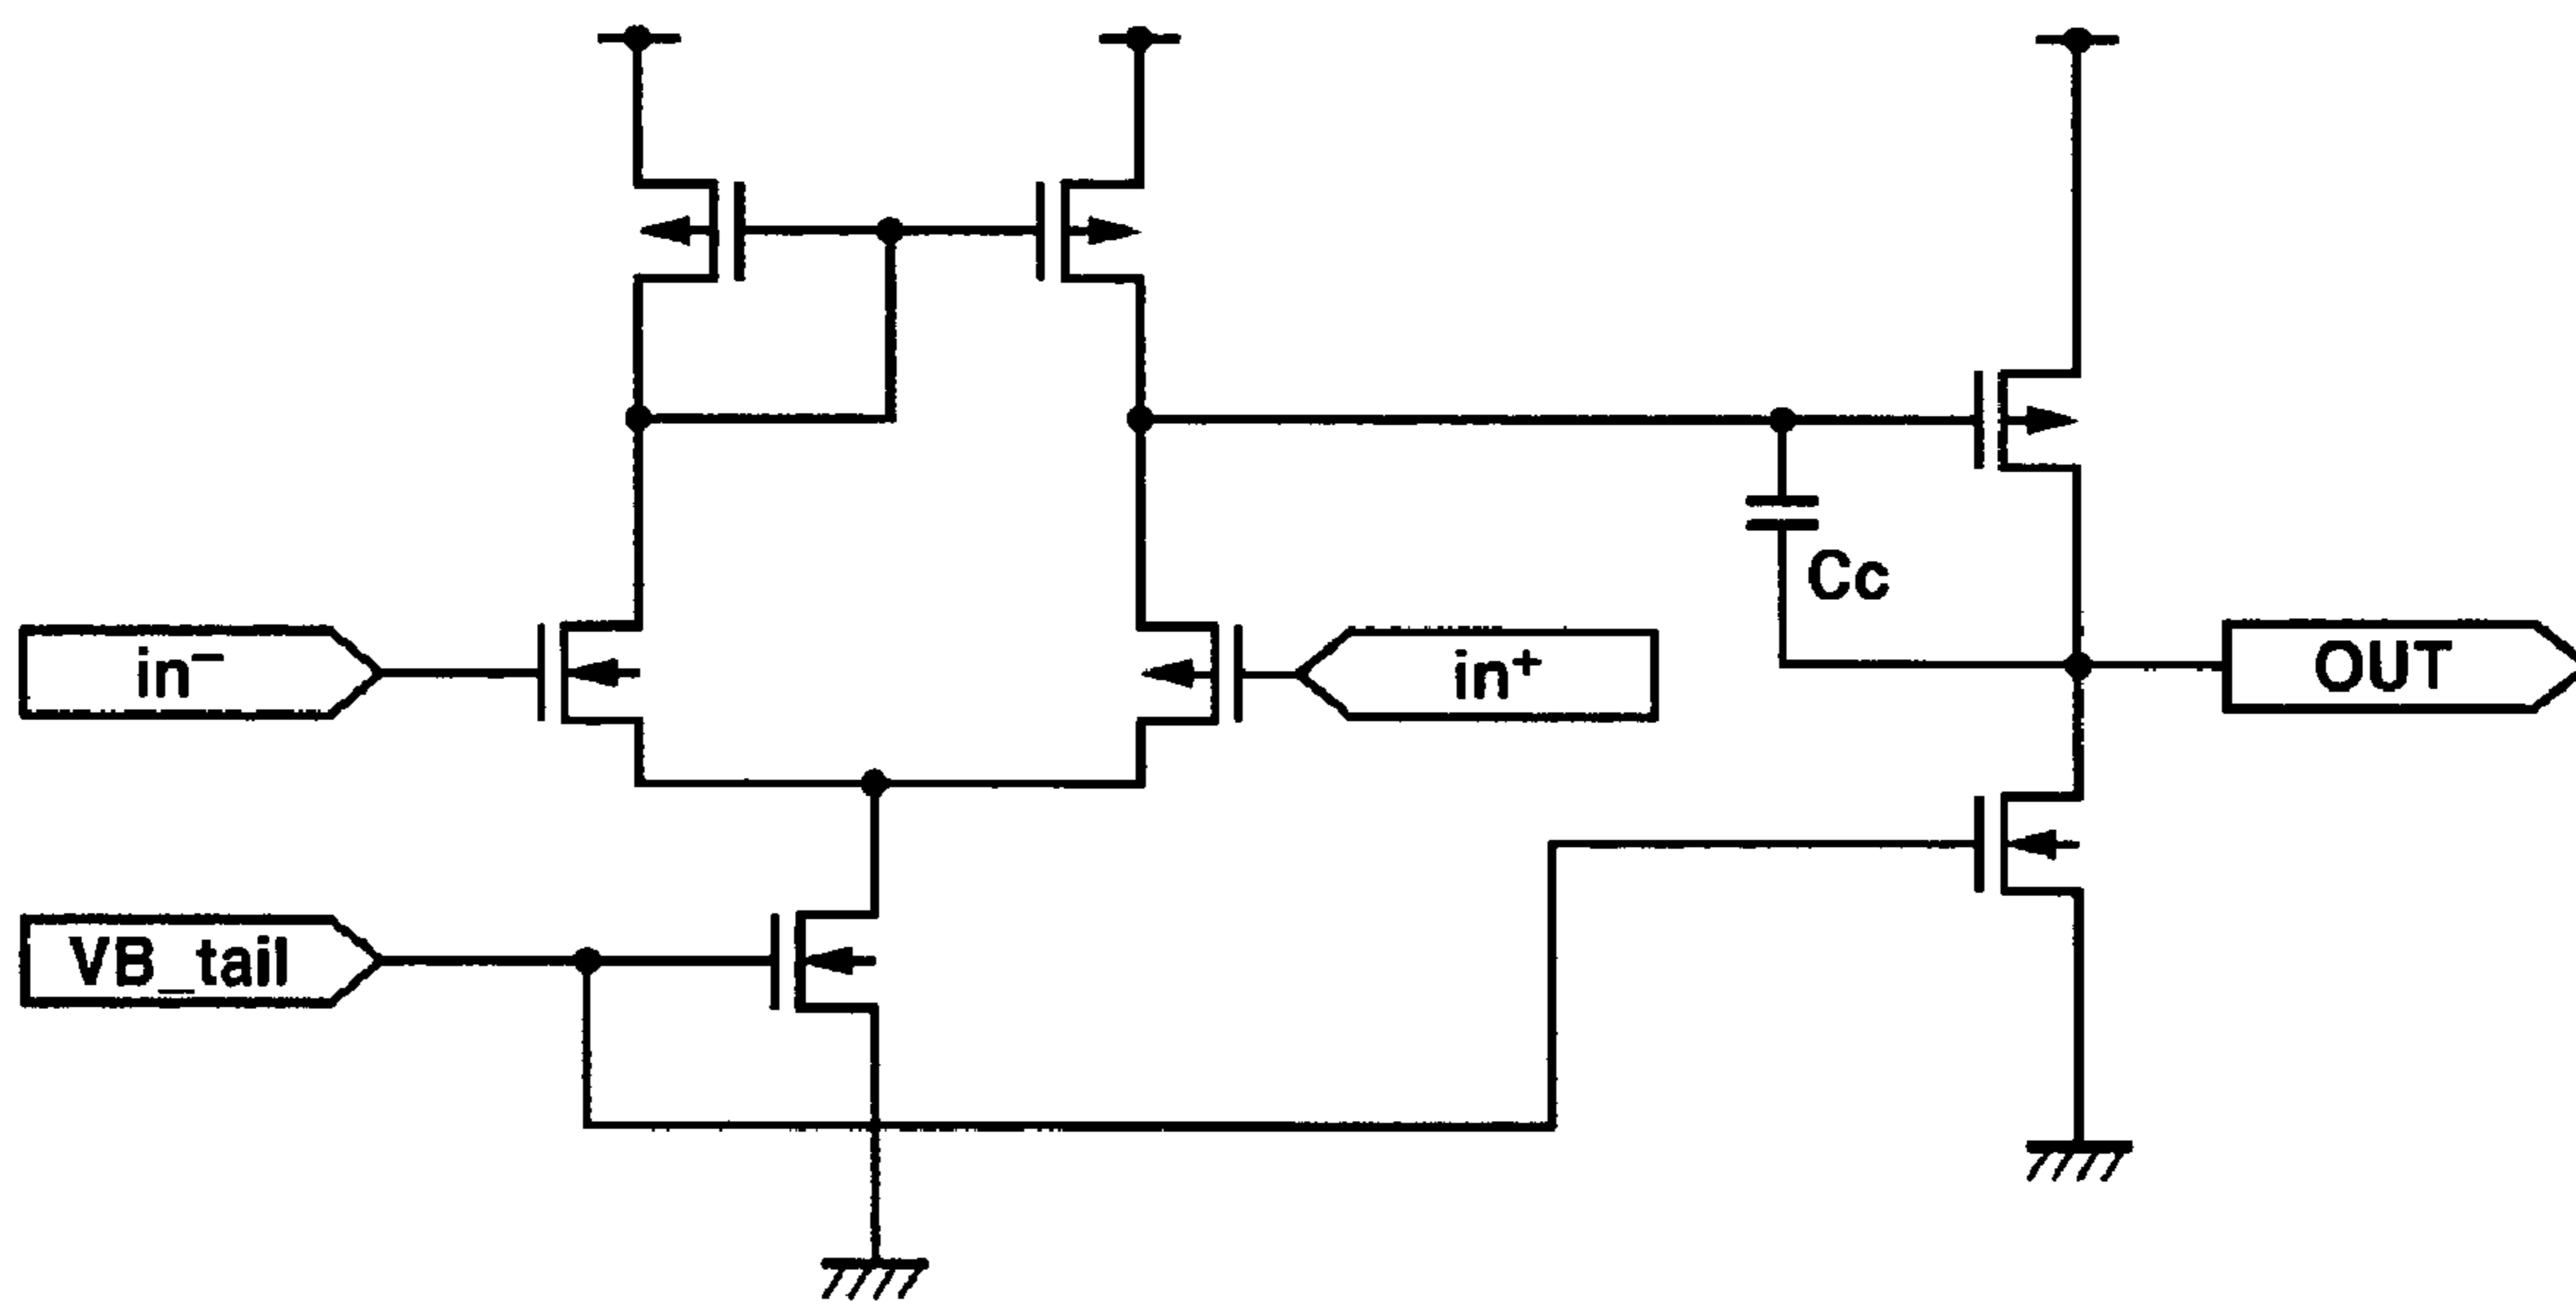 Cc
in⁻
in⁺
OUT
VB_tail